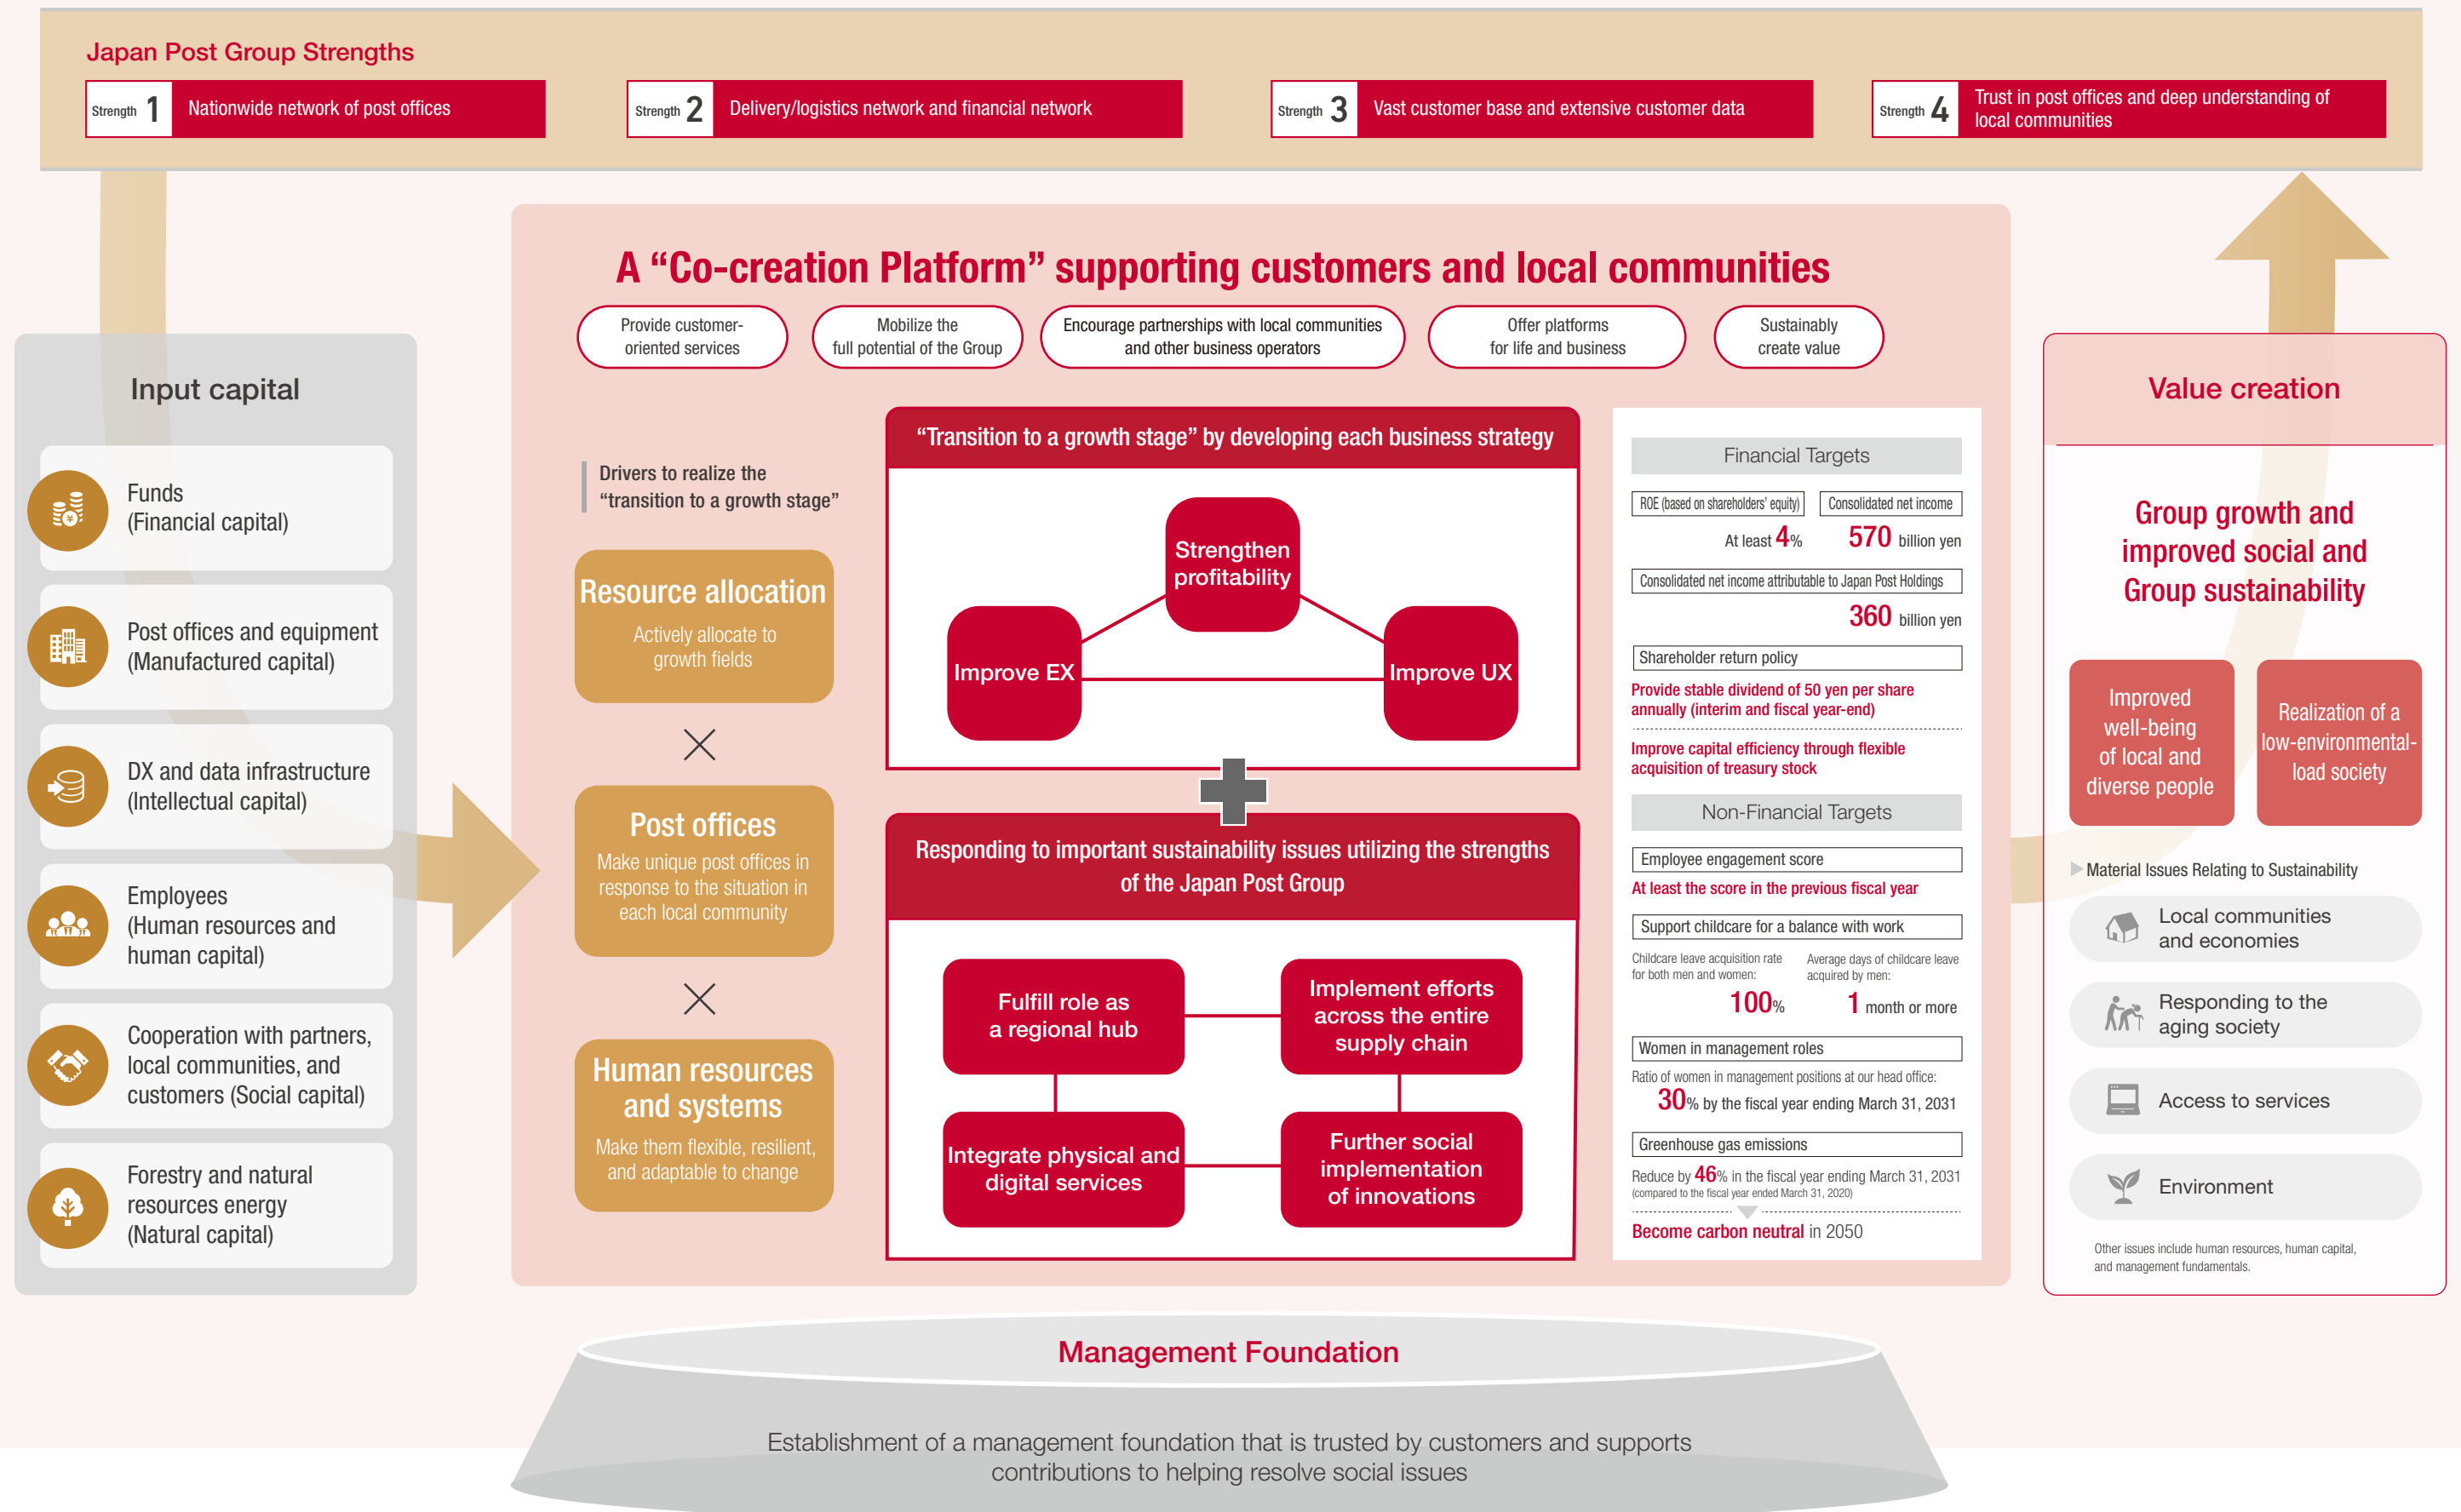 Japan Post Group Strengths
Strength 1
Nationwide network of post offices
Strength 2
Delivery/logistics network and financial network
Strength 3
Vast customer base and extensive customer data
Strength 4
Trust in post offices and deep understanding of
local communities
Input capital
Funds
(Financial capital)
Post offices and equipment
(Manufactured capital)
DX and data infrastructure
(Intellectual capital)
Employees
(Human resources and
human capital)
Cooperation with partners,
local communities, and
customers (Social capital)
Forestry and natural
resources energy
(Natural capital)
A “Co-creation Platform” supporting customers and local communities
Provide customer-
oriented services
Mobilize the
full potential of the Group
Encourage partnerships with local communities
and other business operators
Offer platforms
for life and business
Sustainably
create value
Drivers to realize the
“transition to a growth stage”
Resource allocation
Actively allocate to
growth fields
×
Post offices
Make unique post offices in
response to the situation in
each local community
×
Human resources
and systems
Make them flexible, resilient,
and adaptable to change
“Transition to a growth stage” by developing each business strategy
Strengthen
profitability
Improve EX
Improve UX
Responding to important sustainability issues utilizing the strengths
of the Japan Post Group
Fulfill role as
a regional hub
Implement efforts
across the entire
supply chain
Integrate physical and
digital services
Further social
implementation
of innovations
Financial Targets
ROE (based on shareholders’ equity)
At least 4%
Consolidated net income
570 billion yen
Consolidated net income attributable to Japan Post Holdings
360 billion yen
Shareholder return policy
Provide stable dividend of 50 yen per share
annually (interim and fiscal year-end)
Improve capital efficiency through flexible
acquisition of treasury stock
Non-Financial Targets
Employee engagement score
At least the score in the previous fiscal year
Support childcare for a balance with work
Childcare leave acquisition rate
for both men and women:
100%
Average days of childcare leave
acquired by men:
1 month or more
Women in management roles
Ratio of women in management positions at our head office:
30% by the fiscal year ending March 31, 2031
Greenhouse gas emissions
Reduce by 46% in the fiscal year ending March 31, 2031
(compared to the fiscal year ended March 31, 2020)
Become carbon neutral in 2050
Value creation
Group growth and
improved social and
Group sustainability
Improved
well-being
of local and
diverse people
Realization of a
low-environmental-
load society
Material Issues Relating to Sustainability
Local communities
and economies
Responding to the
aging society
Access to services
Environment
Other issues include human resources, human capital,
and management fundamentals.
Management Foundation
Establishment of a management foundation that is trusted by customers and supports
contributions to helping resolve social issues